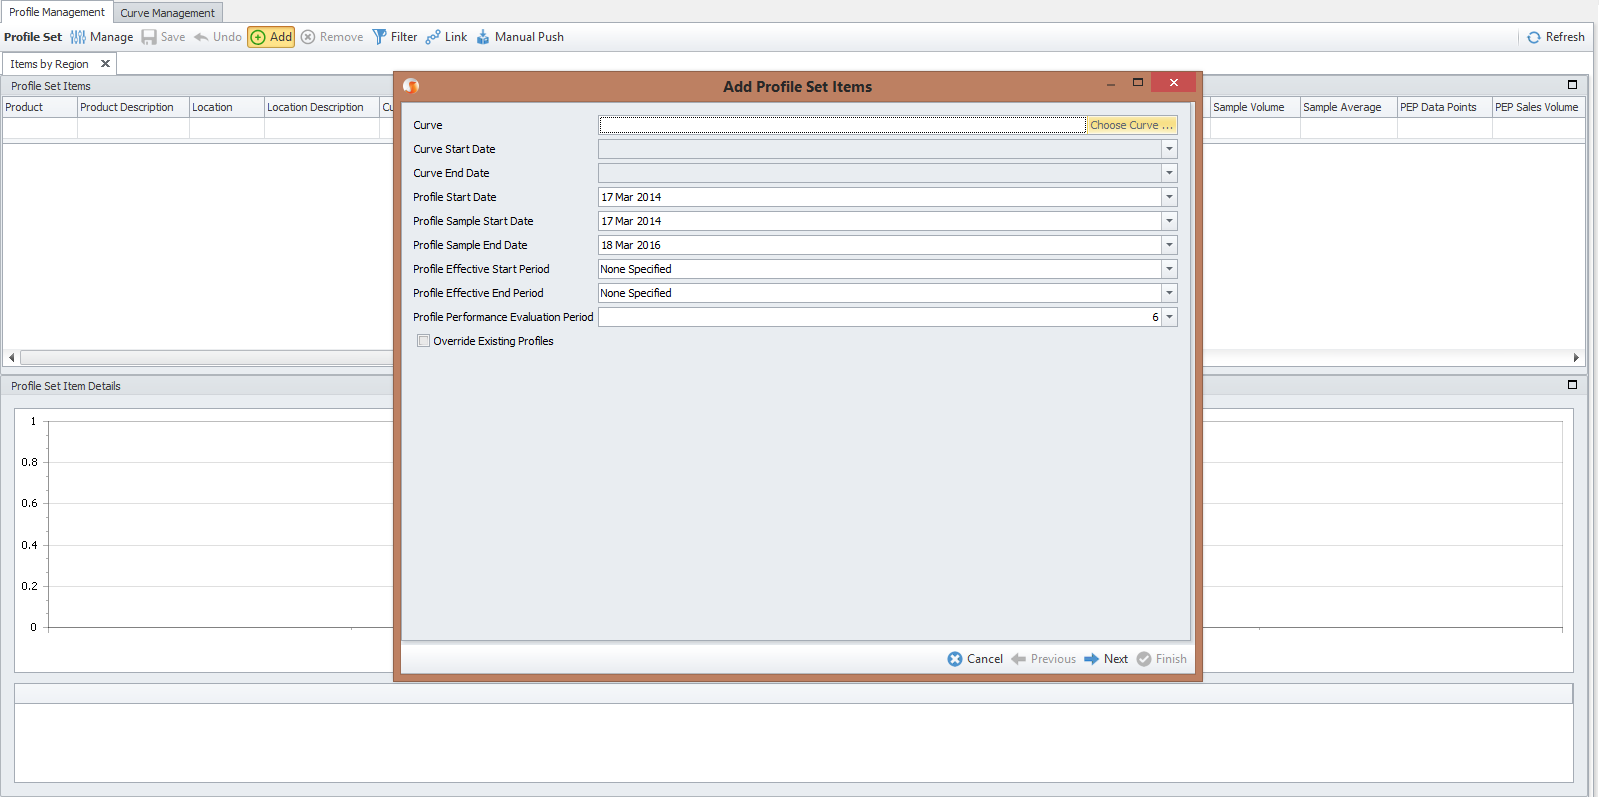 Profile Management Curve Management
Profile Set Manage Save Undo Add Remove Filter Link Manual Push Refresh
Items by Region
Profile Set Items
Product Product Description Location Location Description Cu Sample Volume Sample Average PEP Data Points PEP Sales Volume
Add Profile Set Items
Curve Choose Curve ...
Curve Start Date
Curve End Date
Profile Start Date 17 Mar 2014
Profile Sample Start Date 17 Mar 2014
Profile Sample End Date 18 Mar 2016
Profile Effective Start Period None Specified
Profile Effective End Period None Specified
Profile Performance Evaluation Period 6
Override Existing Profiles
Cancel Previous Next Finish
Profile Set Item Details
1
0.8
0.6
0.4
0.2
0